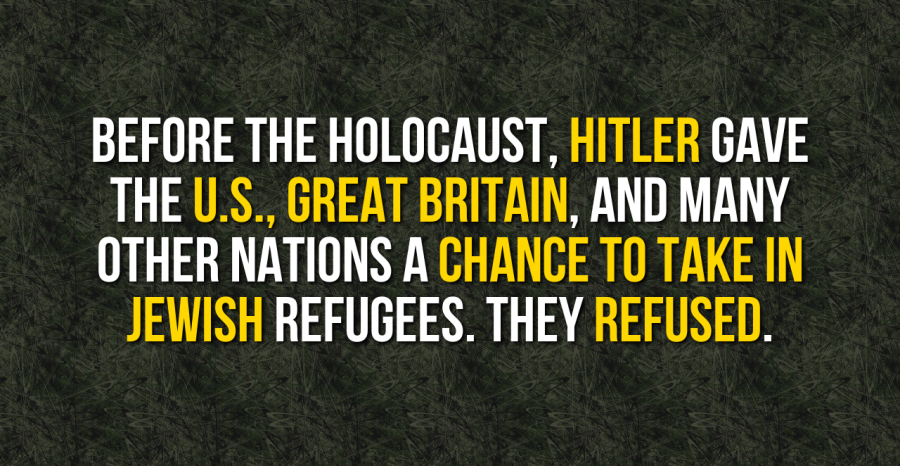 BEFORE THE HOLOCAUST, HITLER GAVE
THE U.S., GREAT BRITAIN, AND MANY
OTHER NATIONS A CHANCE TO TAKE IN
JEWISH REFUGEES. THEY REFUSED.